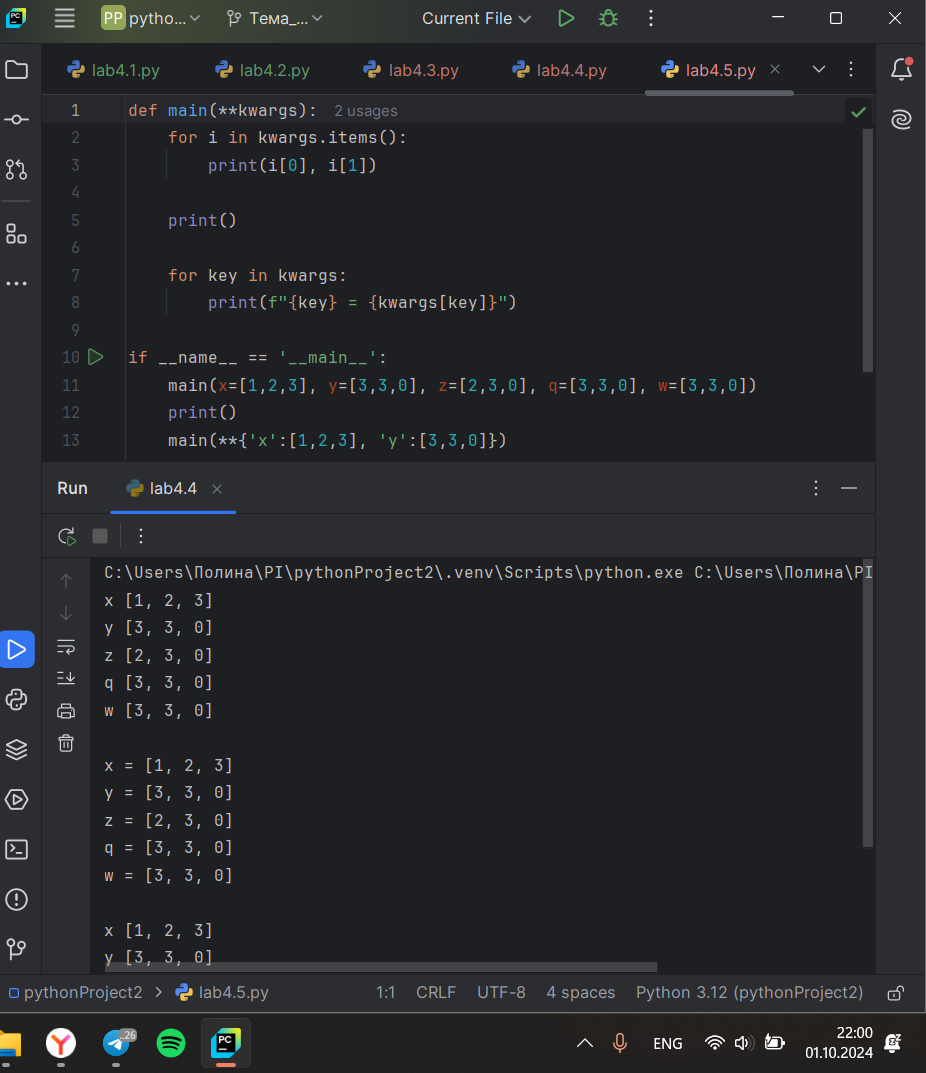 PC PP pytho... Тема_... Current File
lab4.1.py lab4.2.py lab4.3.py lab4.4.py lab4.5.py
1 def main(**kwargs): 2 usages
2 for i in kwargs.items():
3 print(i[0], i[1])
4
5 print()
6
7 for key in kwargs:
8 print(f"{key} = {kwargs[key]}")
9
10 if __name__ == '__main__':
11 main(x=[1,2,3], y=[3,3,0], z=[2,3,0], q=[3,3,0], w=[3,3,0])
12 print()
13 main(**{'x':[1,2,3], 'y':[3,3,0]})
Run lab4.4
C:\Users\Полина\PI\pythonProject2\.venv\Scripts\python.exe C:\Users\Полина\PI
x [1, 2, 3]
y [3, 3, 0]
z [2, 3, 0]
q [3, 3, 0]
w [3, 3, 0]
x = [1, 2, 3]
y = [3, 3, 0]
z = [2, 3, 0]
q = [3, 3, 0]
w = [3, 3, 0]
x [1, 2, 3]
y [3, 3, 0]
pythonProject2 > lab4.5.py 1:1 CRLF UTF-8 4 spaces Python 3.12 (pythonProject2)
Y ..26 PC ENG 22:00
01.10.2024